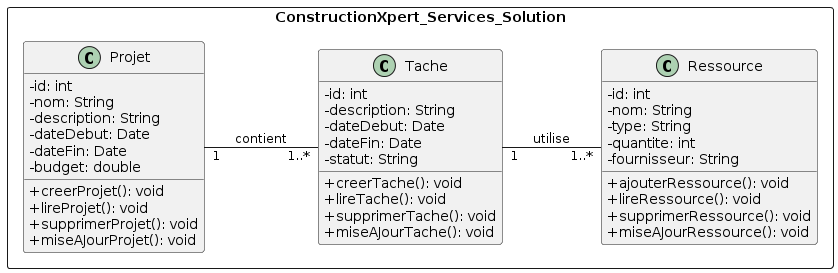 ConstructionXpert_Services_Solution
C Projet
-id: int
-nom: String
-description: String
-dateDebut: Date
-dateFin: Date
-budget: double
+creerProjet(): void
+lireProjet(): void
+supprimerProjet(): void
+miseAJourProjet(): void
contient
1 1..*
C Tache
-id: int
-description: String
-dateDebut: Date
-dateFin: Date
-statut: String
+creerTache(): void
+lireTache(): void
+supprimerTache(): void
+miseAJourTache(): void
utilise
1 1..*
C Ressource
-id: int
-nom: String
-type: String
-quantite: int
-fournisseur: String
+ajouterRessource(): void
+lireRessource(): void
+supprimerRessource(): void
+miseAJourRessource(): void